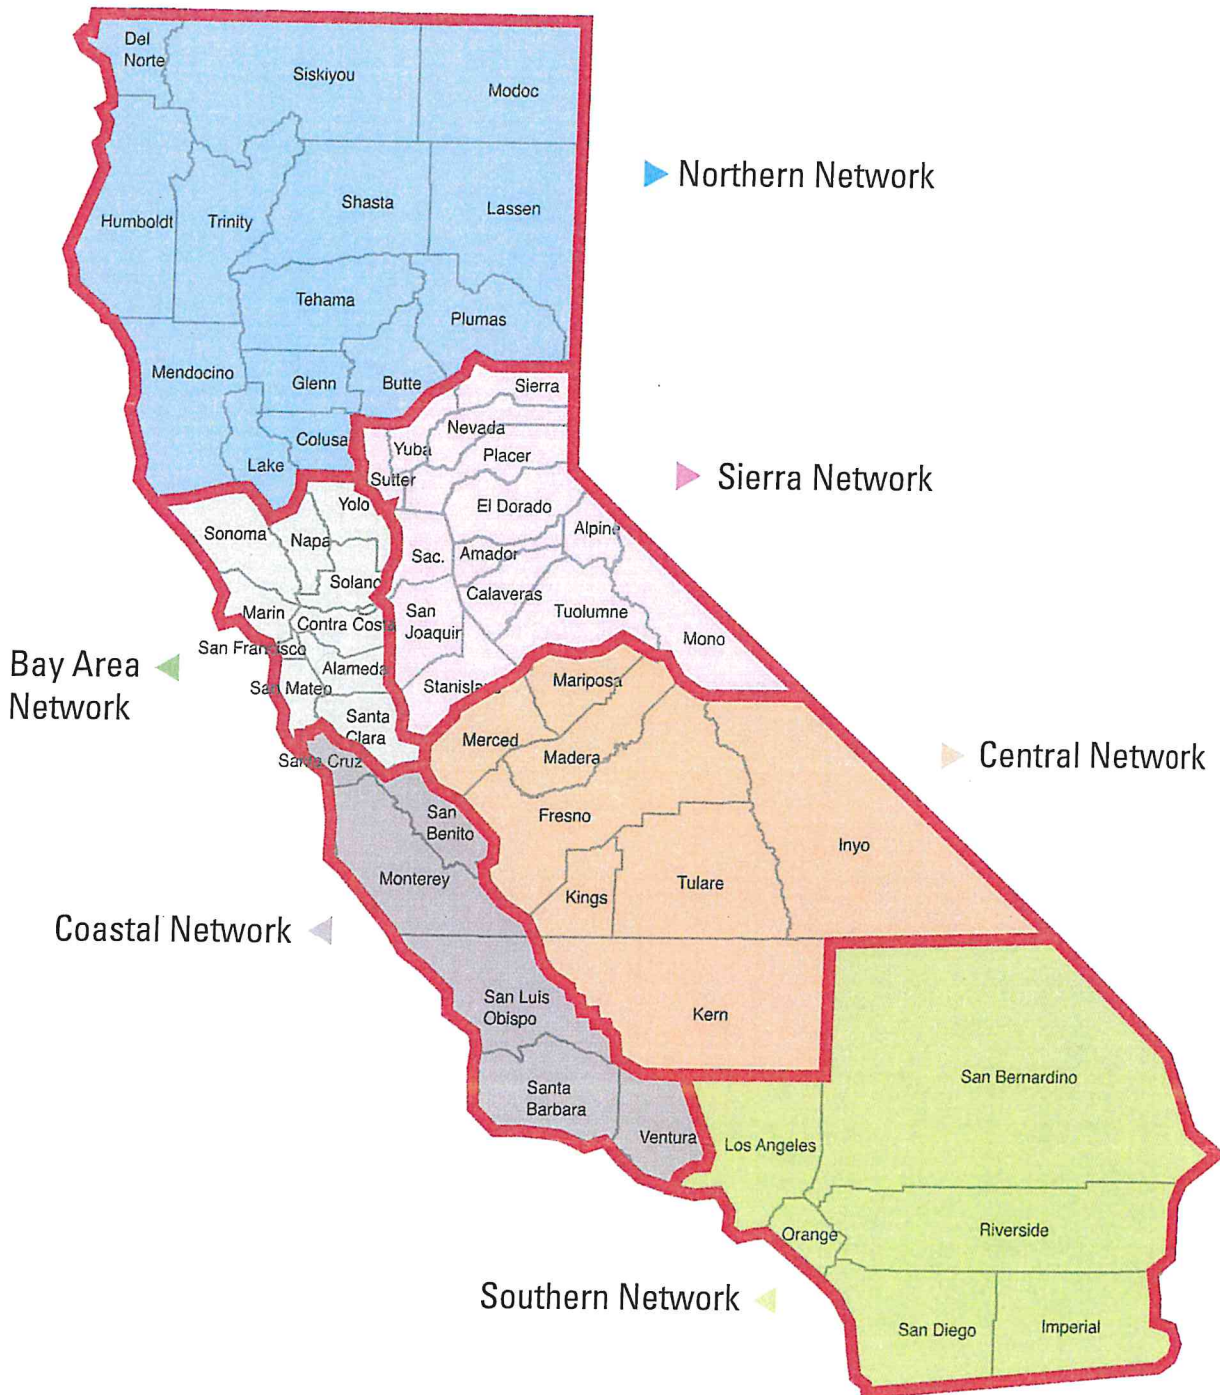 Del
Norte
Siskiyou
Modoc
Humboldt
Trinity
Shasta
Lassen
Tehama
Plumas
Mendocino
Glenn
Butte
Colusa
Lake
Northern Network
Sierra
Nevada
Yuba
Placer
Sutter
El Dorado
Alpine
Sac.
Amador
Calaveras
Tuolumne
San
Joaquin
Mono
Stanislaus
Sierra Network
Yolo
Sonoma
Napa
Solano
Marin
Contra Costa
San Francisco
Alameda
San Mateo
Santa
Clara
Bay Area
Network
Mariposa
Merced
Madera
Fresno
Inyo
Kings
Tulare
Kern
Central Network
Santa Cruz
San
Benito
Monterey
San Luis
Obispo
Santa
Barbara
Ventura
Coastal Network
San Bernardino
Los Angeles
Orange
Riverside
San Diego
Imperial
Southern Network